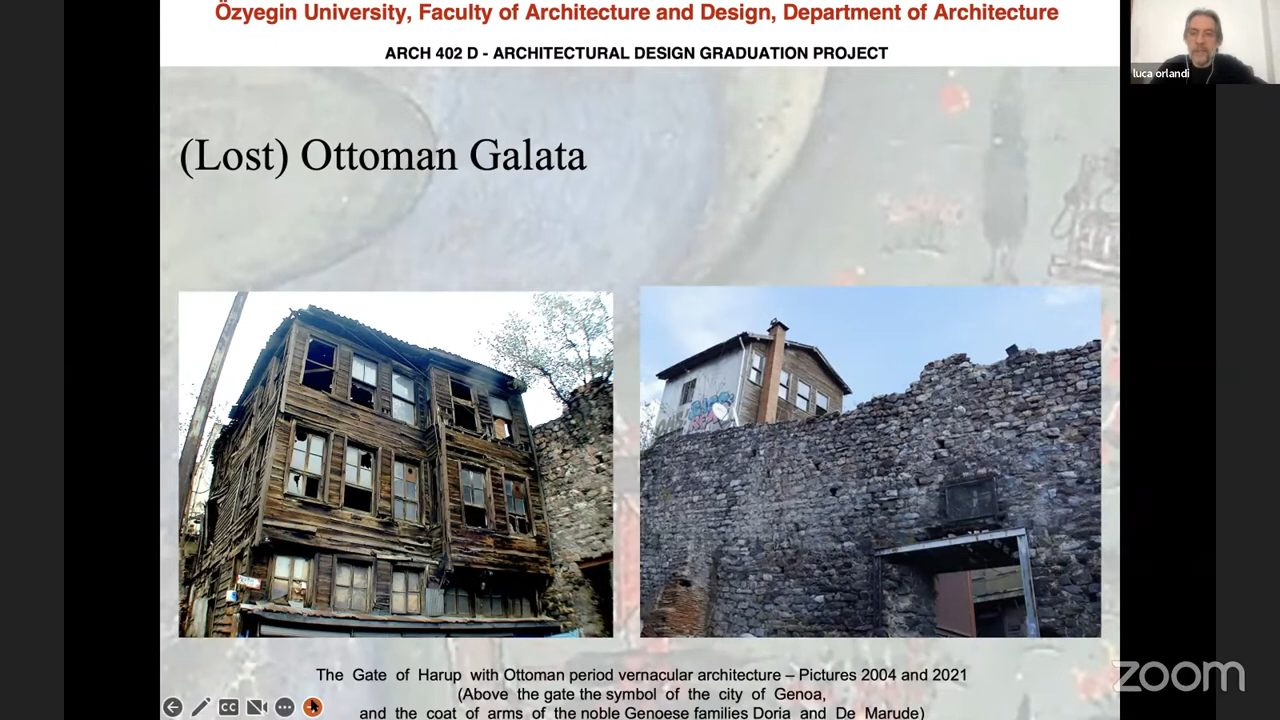 Özyegin University, Faculty of Architecture and Design, Department of Architecture
ARCH 402 D - ARCHITECTURAL DESIGN GRADUATION PROJECT
luca orlandi
(Lost) Ottoman Galata
The Gate of Harup with Ottoman period vernacular architecture – Pictures 2004 and 2021
(Above the gate the symbol of the city of Genoa,
and the coat of arms of the noble Genoese families Doria and De Marude)
CC
zoom